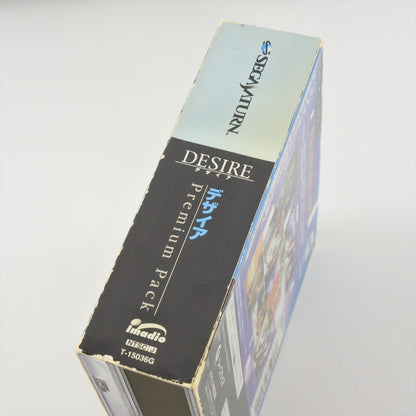 SEGA SATURN
DESIRE
デザイア
デザイア
Premium Pack
Imadio
NTSC-J
T-15036G